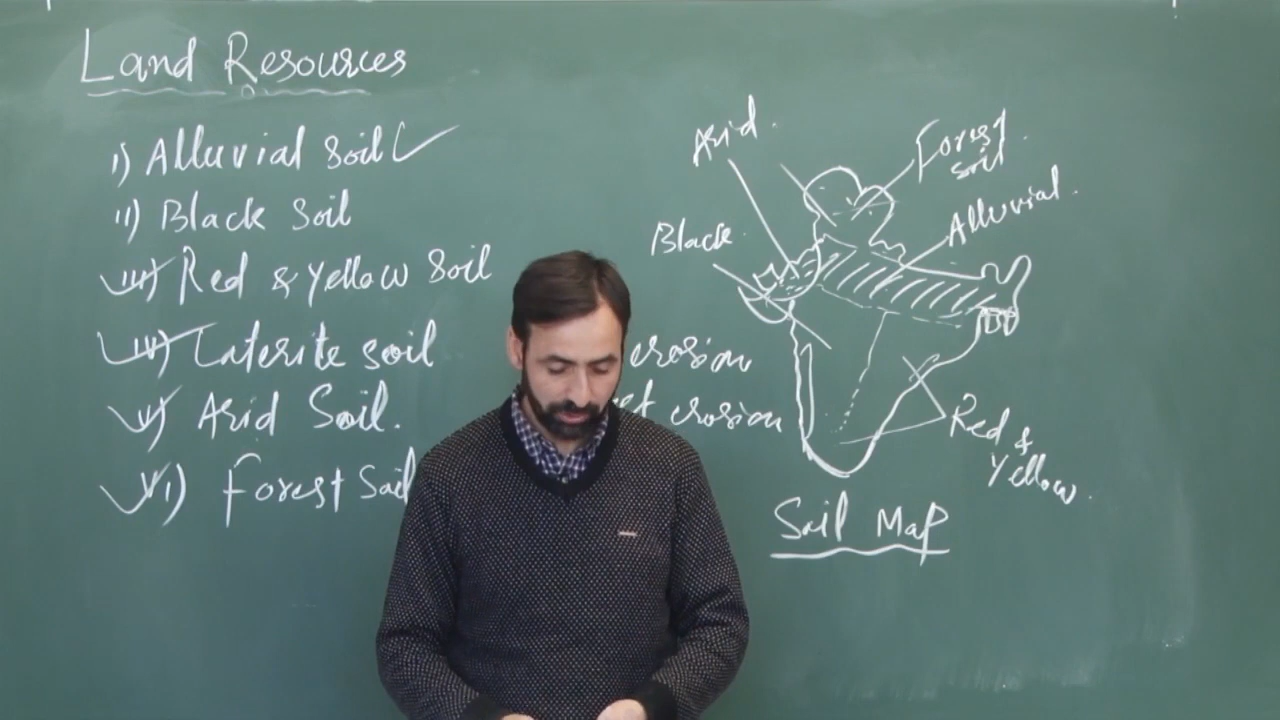 Land Resources
i) Alluvial Soil
ii) Black Soil
iii) Red & Yellow Soil
iv) Laterite Soil
v) Arid Soil.
vi) Forest Soil
erosion
erosion
Arid.
Forest
soil
Alluvial.
Black.
Red &
Yellow.
Soil Map